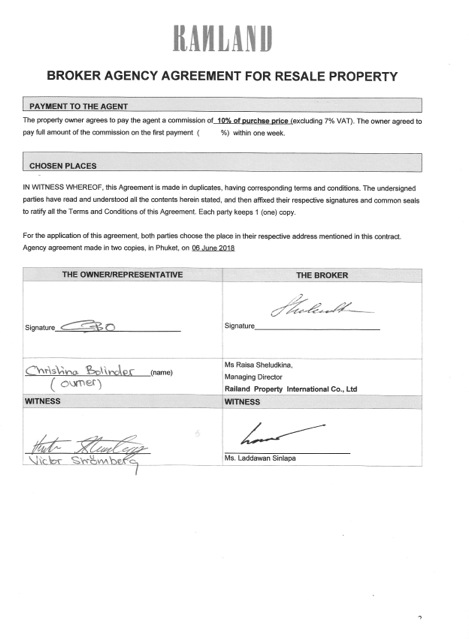 RAИLAND
BROKER AGENCY AGREEMENT FOR RESALE PROPERTY
PAYMENT TO THE AGENT
The property owner agrees to pay the agent a commission of 10% of purchse price (excluding 7% VAT). The owner agreed to
pay full amount of the commission on the first payment ( %) within one week.
CHOSEN PLACES
IN WITNESS WHEREOF, this Agreement is made in duplicates, having corresponding terms and conditions. The undersigned
parties have read and understood all the contents herein stated, and then affixed their respective signatures and common seals
to ratify all the Terms and Conditions of this Agreement. Each party keeps 1 (one) copy.
For the application of this agreement, both parties choose the place in their respective address mentioned in this contract.
Agency agreement made in two copies, in Phuket, on 06 June 2018
THE OWNER/REPRESENTATIVE
THE BROKER
Signature
Signature
Christina Bolinder (name)
(owner)
Ms Raisa Sheludkina,
Managing Director
Railand Property International Co., Ltd
WITNESS
WITNESS
Victor Strömberg
Ms. Laddawan Sinlapa
2